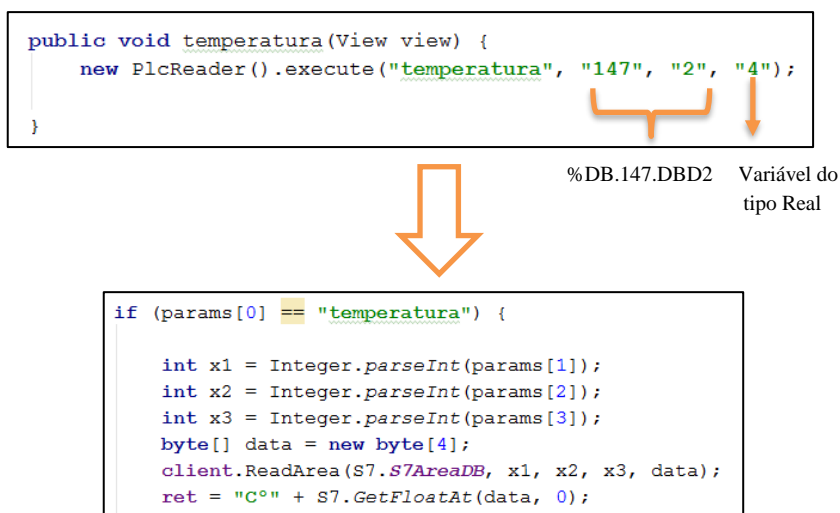 public void temperatura(View view) {
new PlcReader().execute("temperatura", "147", "2", "4");
}
%DB.147.DBD2 Variável do
tipo Real
if (params[0] == "temperatura") {
int x1 = Integer.parseInt(params[1]);
int x2 = Integer.parseInt(params[2]);
int x3 = Integer.parseInt(params[3]);
byte[] data = new byte[4];
client.ReadArea(S7.S7AreaDB, x1, x2, x3, data);
ret = "Cº" + S7.GetFloatAt(data, 0);